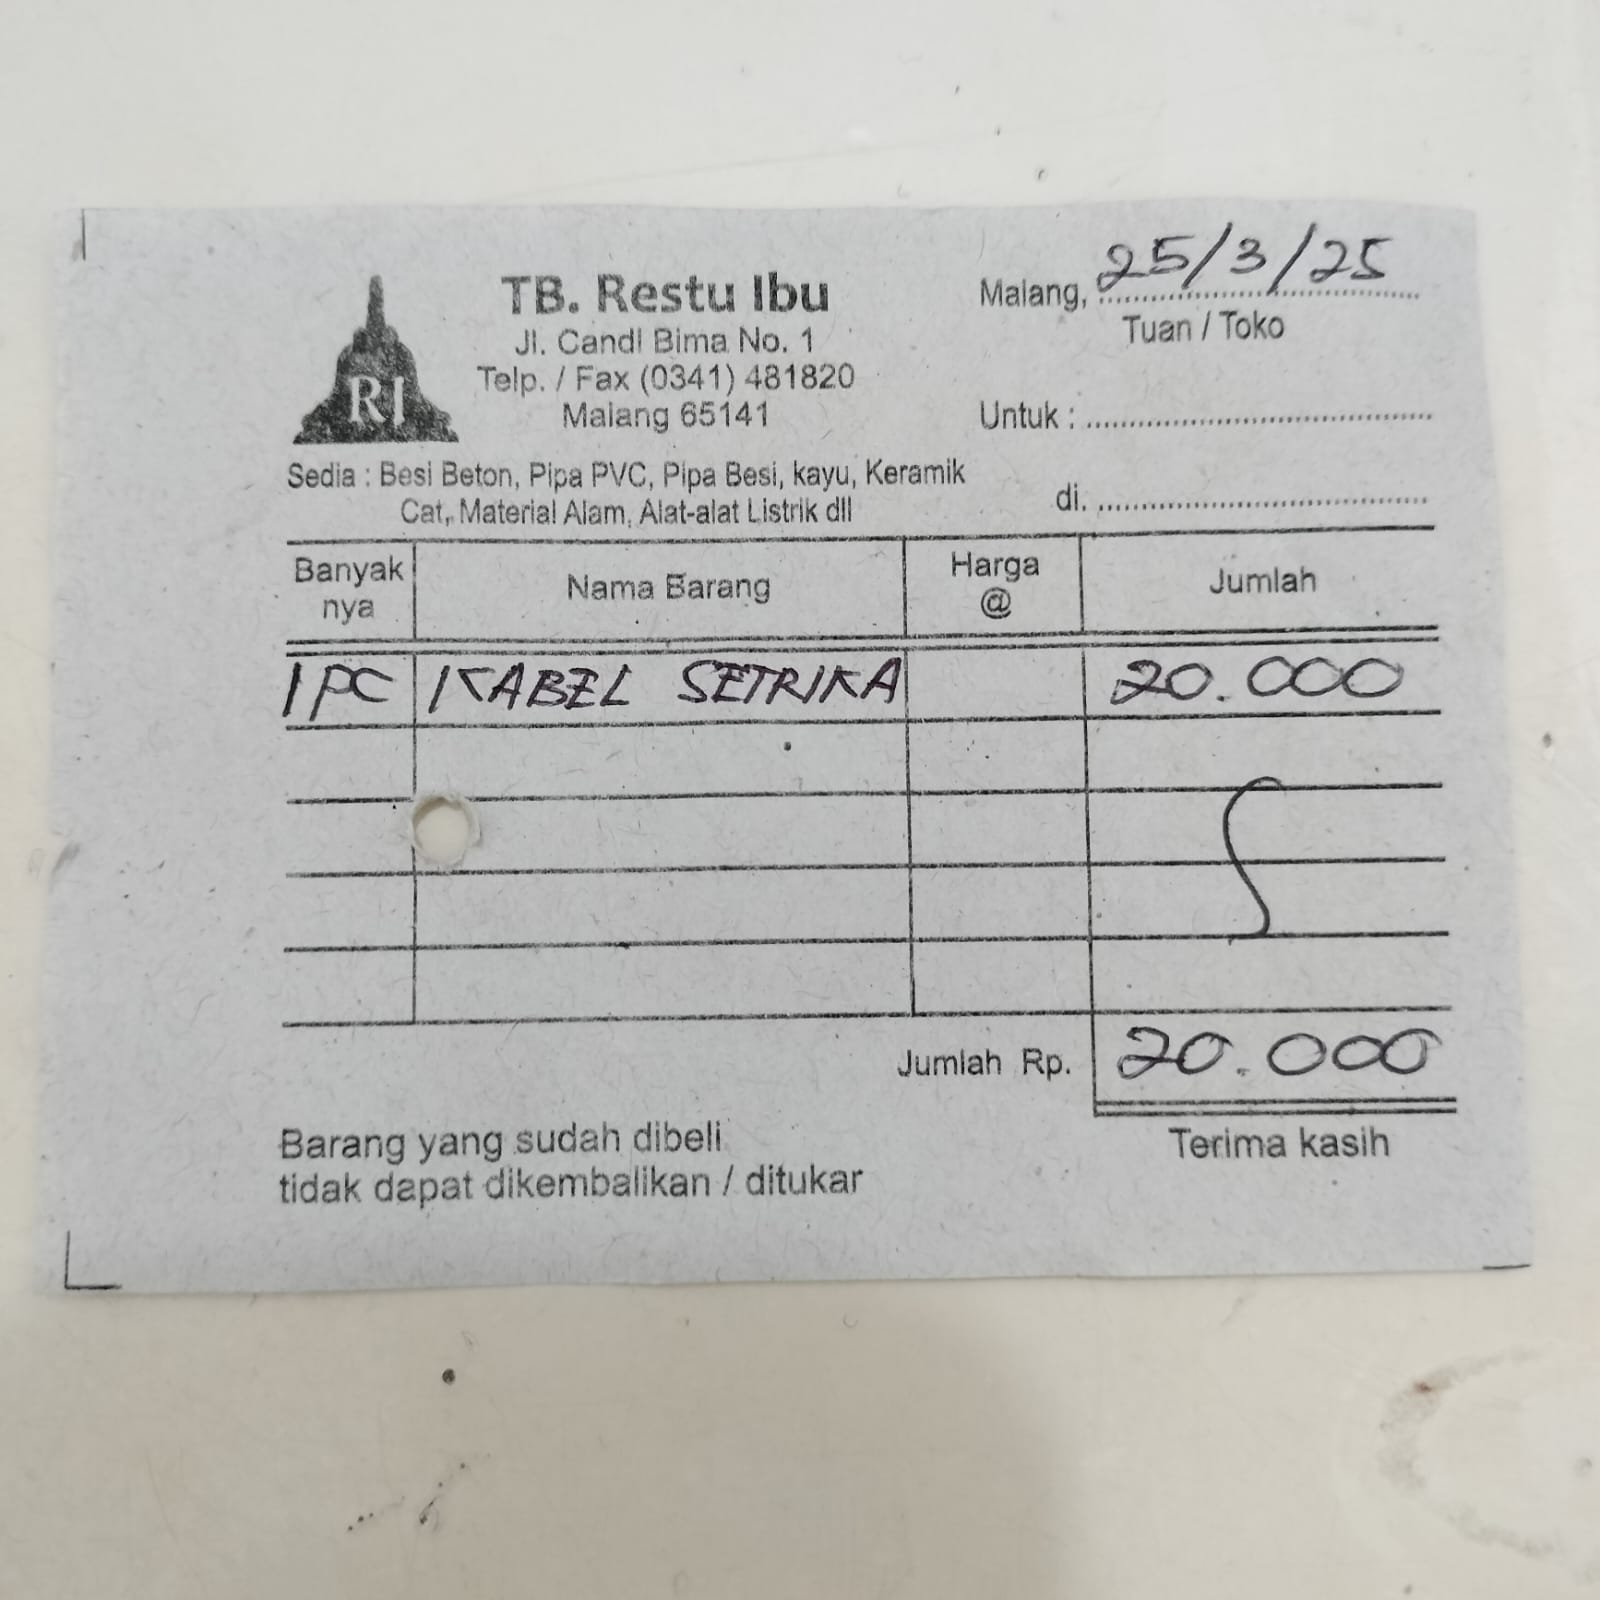 TB. Restu Ibu
Jl. Candi Bima No. 1
Telp. / Fax (0341) 481820
Malang 65141
RI
Sedia : Besi Beton, Pipa PVC, Pipa Besi, kayu, Keramik
Cat, Material Alam, Alat-alat Listrik dll
Malang, 25/3/25
Tuan / Toko
Untuk : ..........
di. ..........
Banyak nya Nama Barang Harga @ Jumlah
1 PC KABEL SETRIKA 20.000
Jumlah Rp. 20.000
Barang yang sudah dibeli
tidak dapat dikembalikan / ditukar
Terima kasih